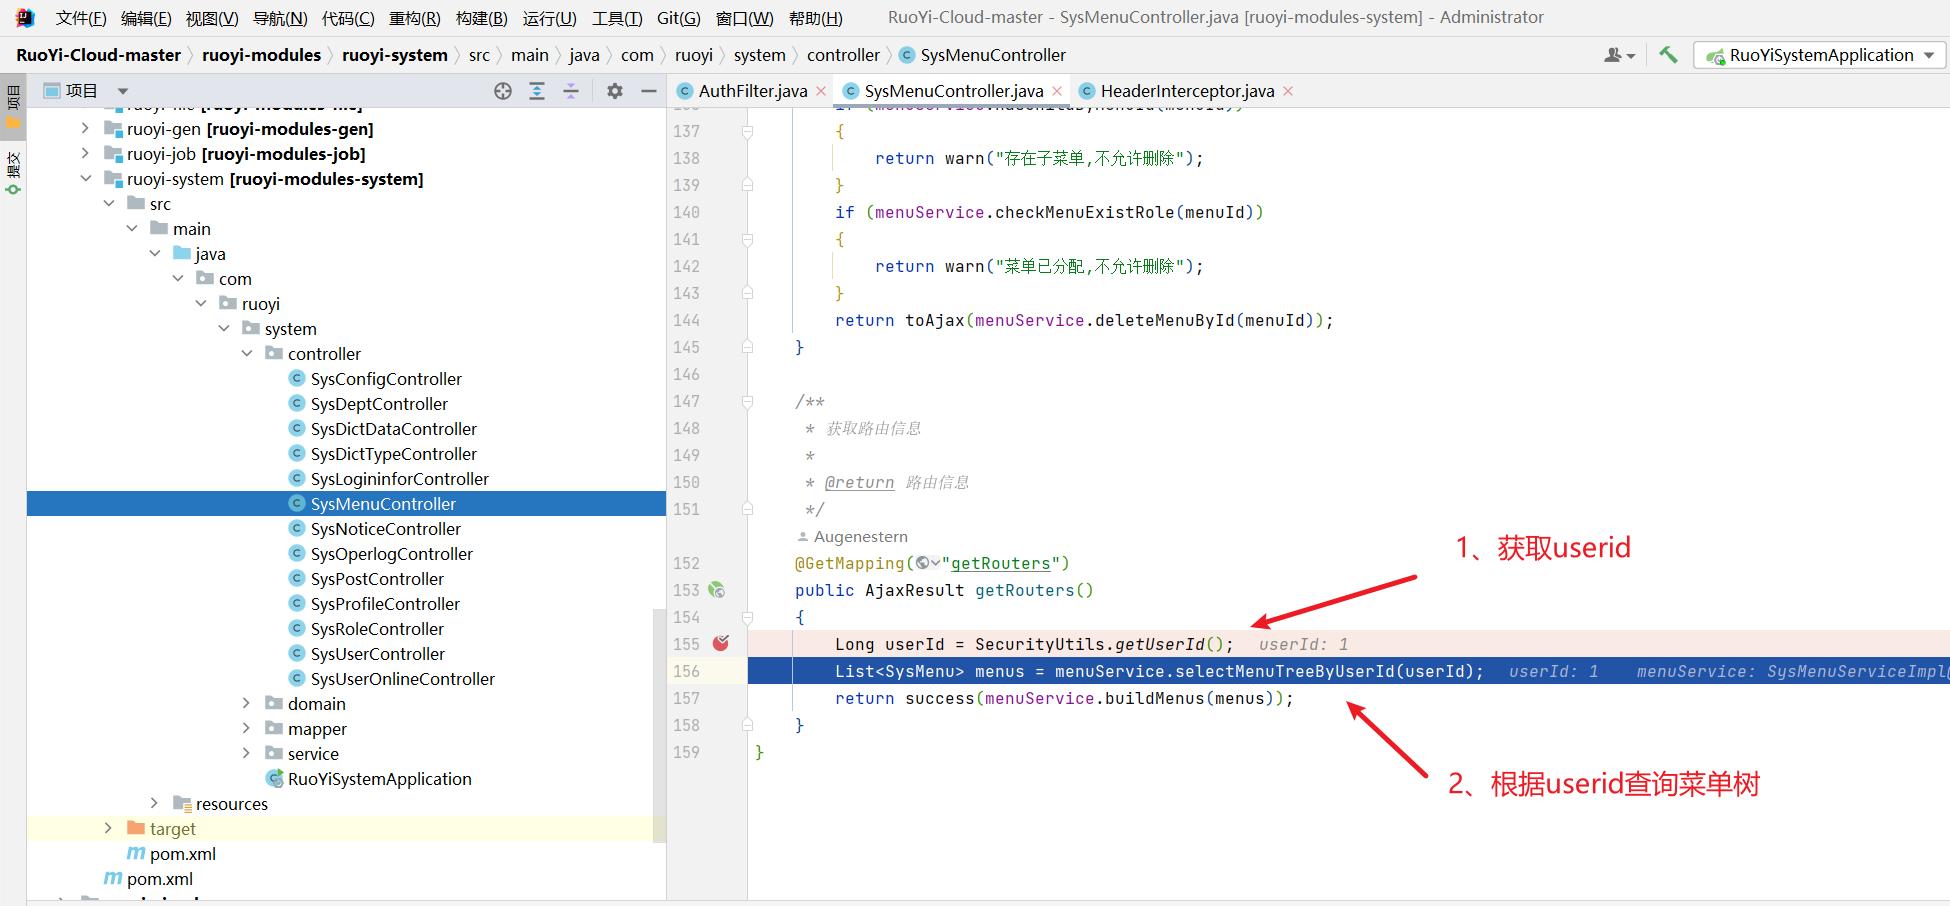 文件(F) 编辑(E) 视图(V) 导航(N) 代码(C) 重构(R) 构建(B) 运行(U) 工具(T) Git(G) 窗口(W) 帮助(H) RuoYi-Cloud-master - SysMenuController.java [ruoyi-modules-system] - Administrator
RuoYi-Cloud-master ruoyi-modules ruoyi-system src main java com ruoyi system controller SysMenuController RuoYiSystemApplication
项目
提交
项目
ruoyi-file [ruoyi-modules-file]
ruoyi-gen [ruoyi-modules-gen]
ruoyi-job [ruoyi-modules-job]
ruoyi-system [ruoyi-modules-system]
src
main
java
com
ruoyi
system
controller
SysConfigController
SysDeptController
SysDictDataController
SysDictTypeController
SysLogininforController
SysMenuController
SysNoticeController
SysOperlogController
SysPostController
SysProfileController
SysRoleController
SysUserController
SysUserOnlineController
domain
mapper
service
RuoYiSystemApplication
resources
target
pom.xml
pom.xml
AuthFilter.java SysMenuController.java HeaderInterceptor.java
136 if (menuService.hasChildByMenuId(menuId))
137 {
138 return warn("存在子菜单,不允许删除");
139 }
140 if (menuService.checkMenuExistRole(menuId))
141 {
142 return warn("菜单已分配,不允许删除");
143 }
144 return toAjax(menuService.deleteMenuById(menuId));
145 }
146
147 /**
148 * 获取路由信息
149 *
150 * @return 路由信息
151 */
Augenestern
152 @GetMapping("getRouters")
153 public AjaxResult getRouters()
154 {
155 Long userId = SecurityUtils.getUserId(); userId: 1
156 List<SysMenu> menus = menuService.selectMenuTreeByUserId(userId); userId: 1 menuService: SysMenuServiceImpl@
157 return success(menuService.buildMenus(menus));
158 }
159 }
1、获取userid
2、根据userid查询菜单树